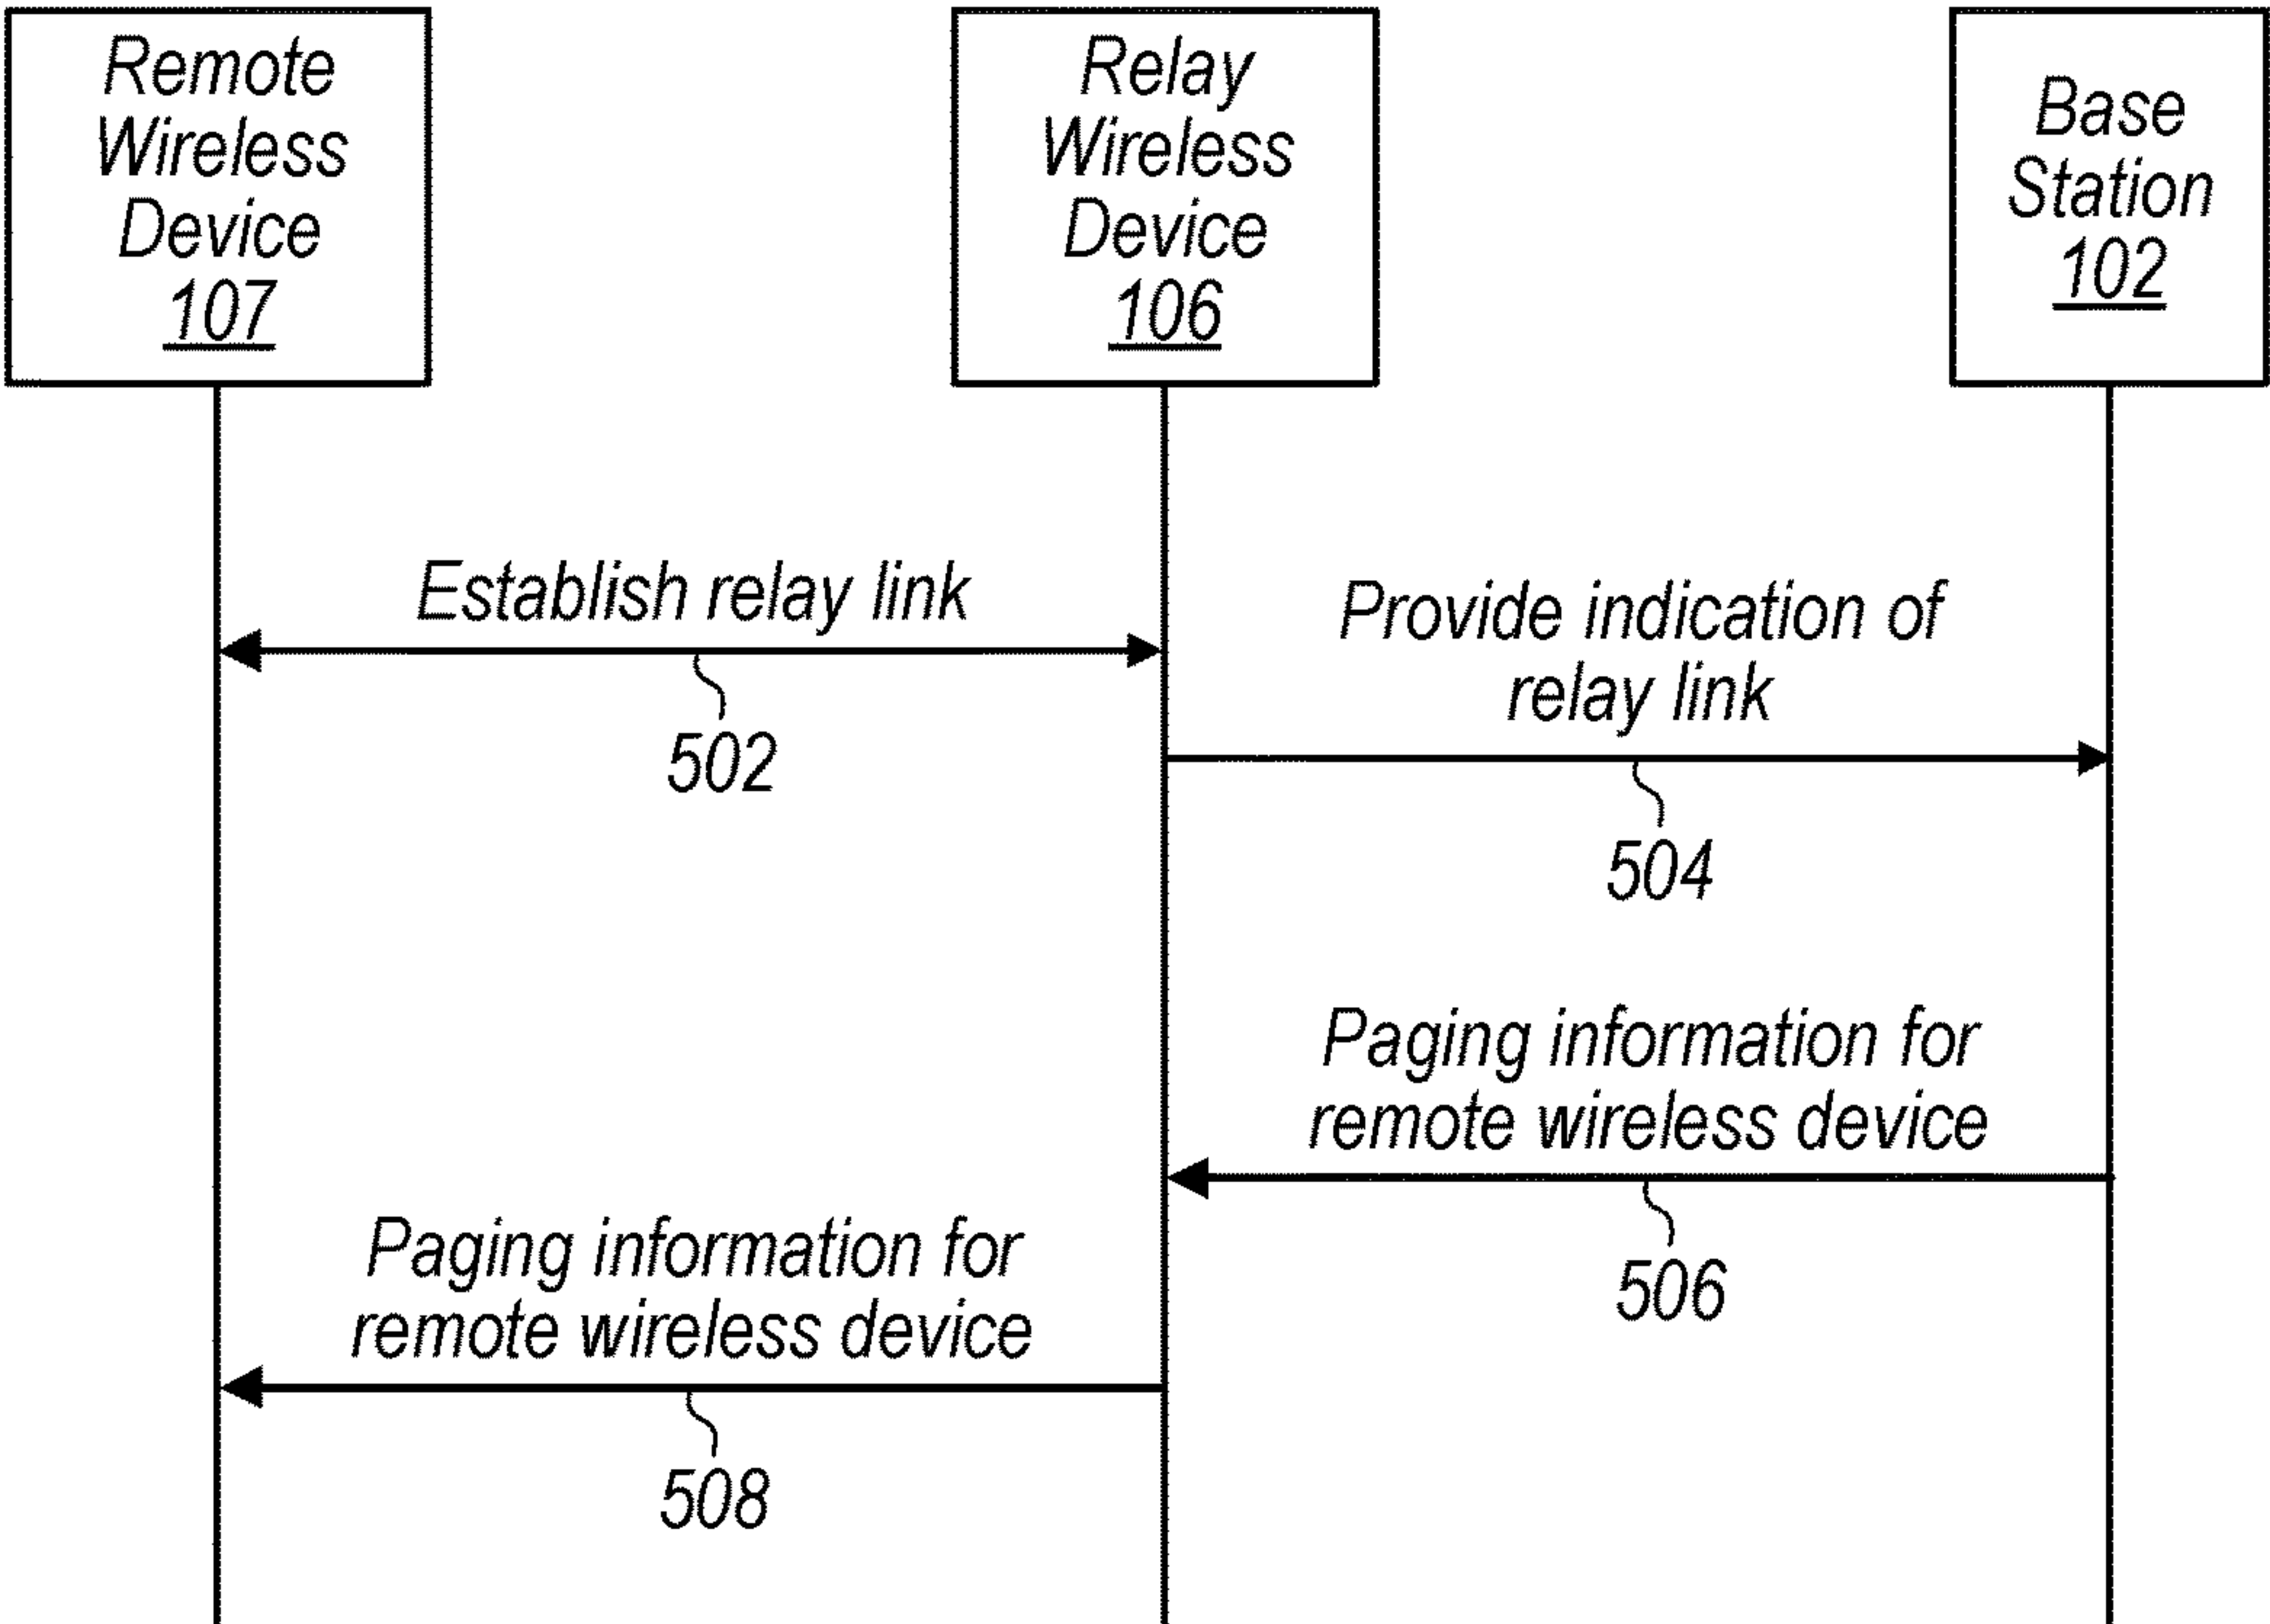 Remote
Wireless
Device
107
Relay
Wireless
Device
106
Base
Station
102
Establish relay link
502
Provide indication of
relay link
504
Paging information for
remote wireless device
506
Paging information for
remote wireless device
508